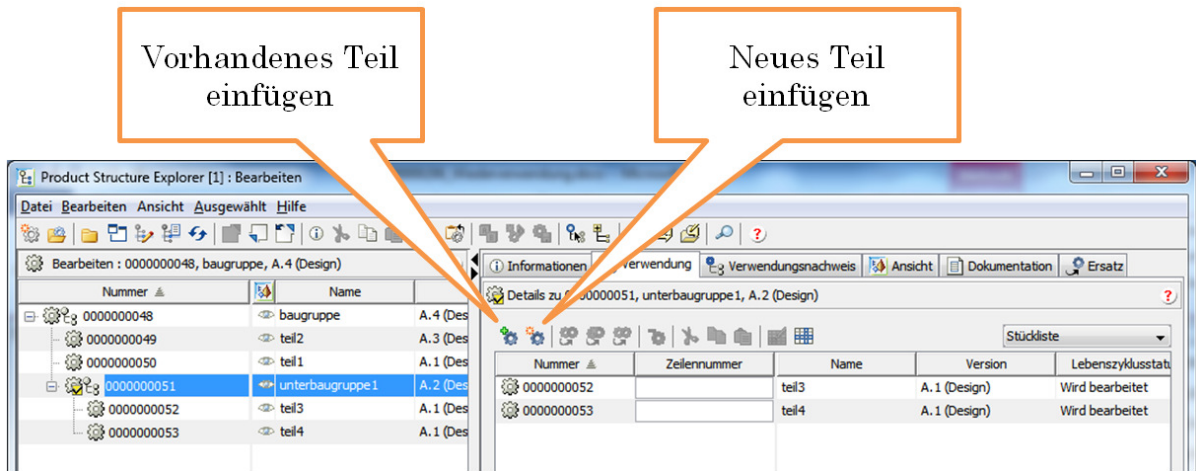 Vorhandenes Teil
einfügen
Neues Teil
einfügen
Product Structure Explorer [1] : Bearbeiten
Datei Bearbeiten Ansicht Ausgewählt Hilfe
Bearbeiten : 0000000048, baugruppe, A.4 (Design)
Informationen Verwendung Verwendungsnachweis Ansicht Dokumentation Ersatz
Nummer Name
Details zu 0000000051, unterbaugruppe1, A.2 (Design)
0000000048 baugruppe A.4 (Des
0000000049 teil2 A.3 (Des
0000000050 teil1 A.1 (Des
0000000051 unterbaugruppe1 A.2 (Des
0000000052 teil3 A.1 (Des
0000000053 teil4 A.1 (Des
Stückliste
Nummer Zeilennummer Name Version Lebenszyklusstatu
0000000052 teil3 A.1 (Design) Wird bearbeitet
0000000053 teil4 A.1 (Design) Wird bearbeitet